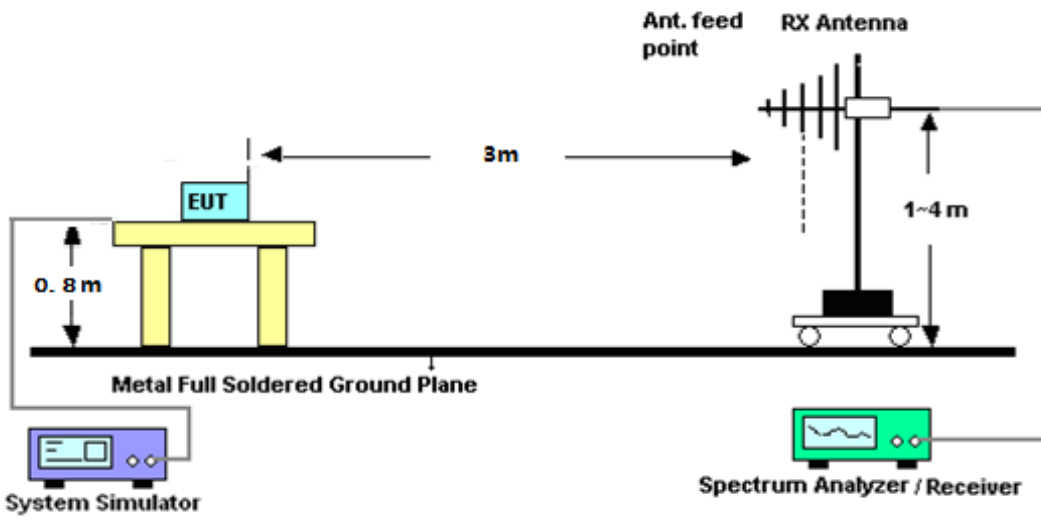 Ant. feed
point
RX Antenna
3m
EUT
1~4 m
0. 8 m
Metal Full Soldered Ground Plane
System Simulator
Spectrum Analyzer / Receiver